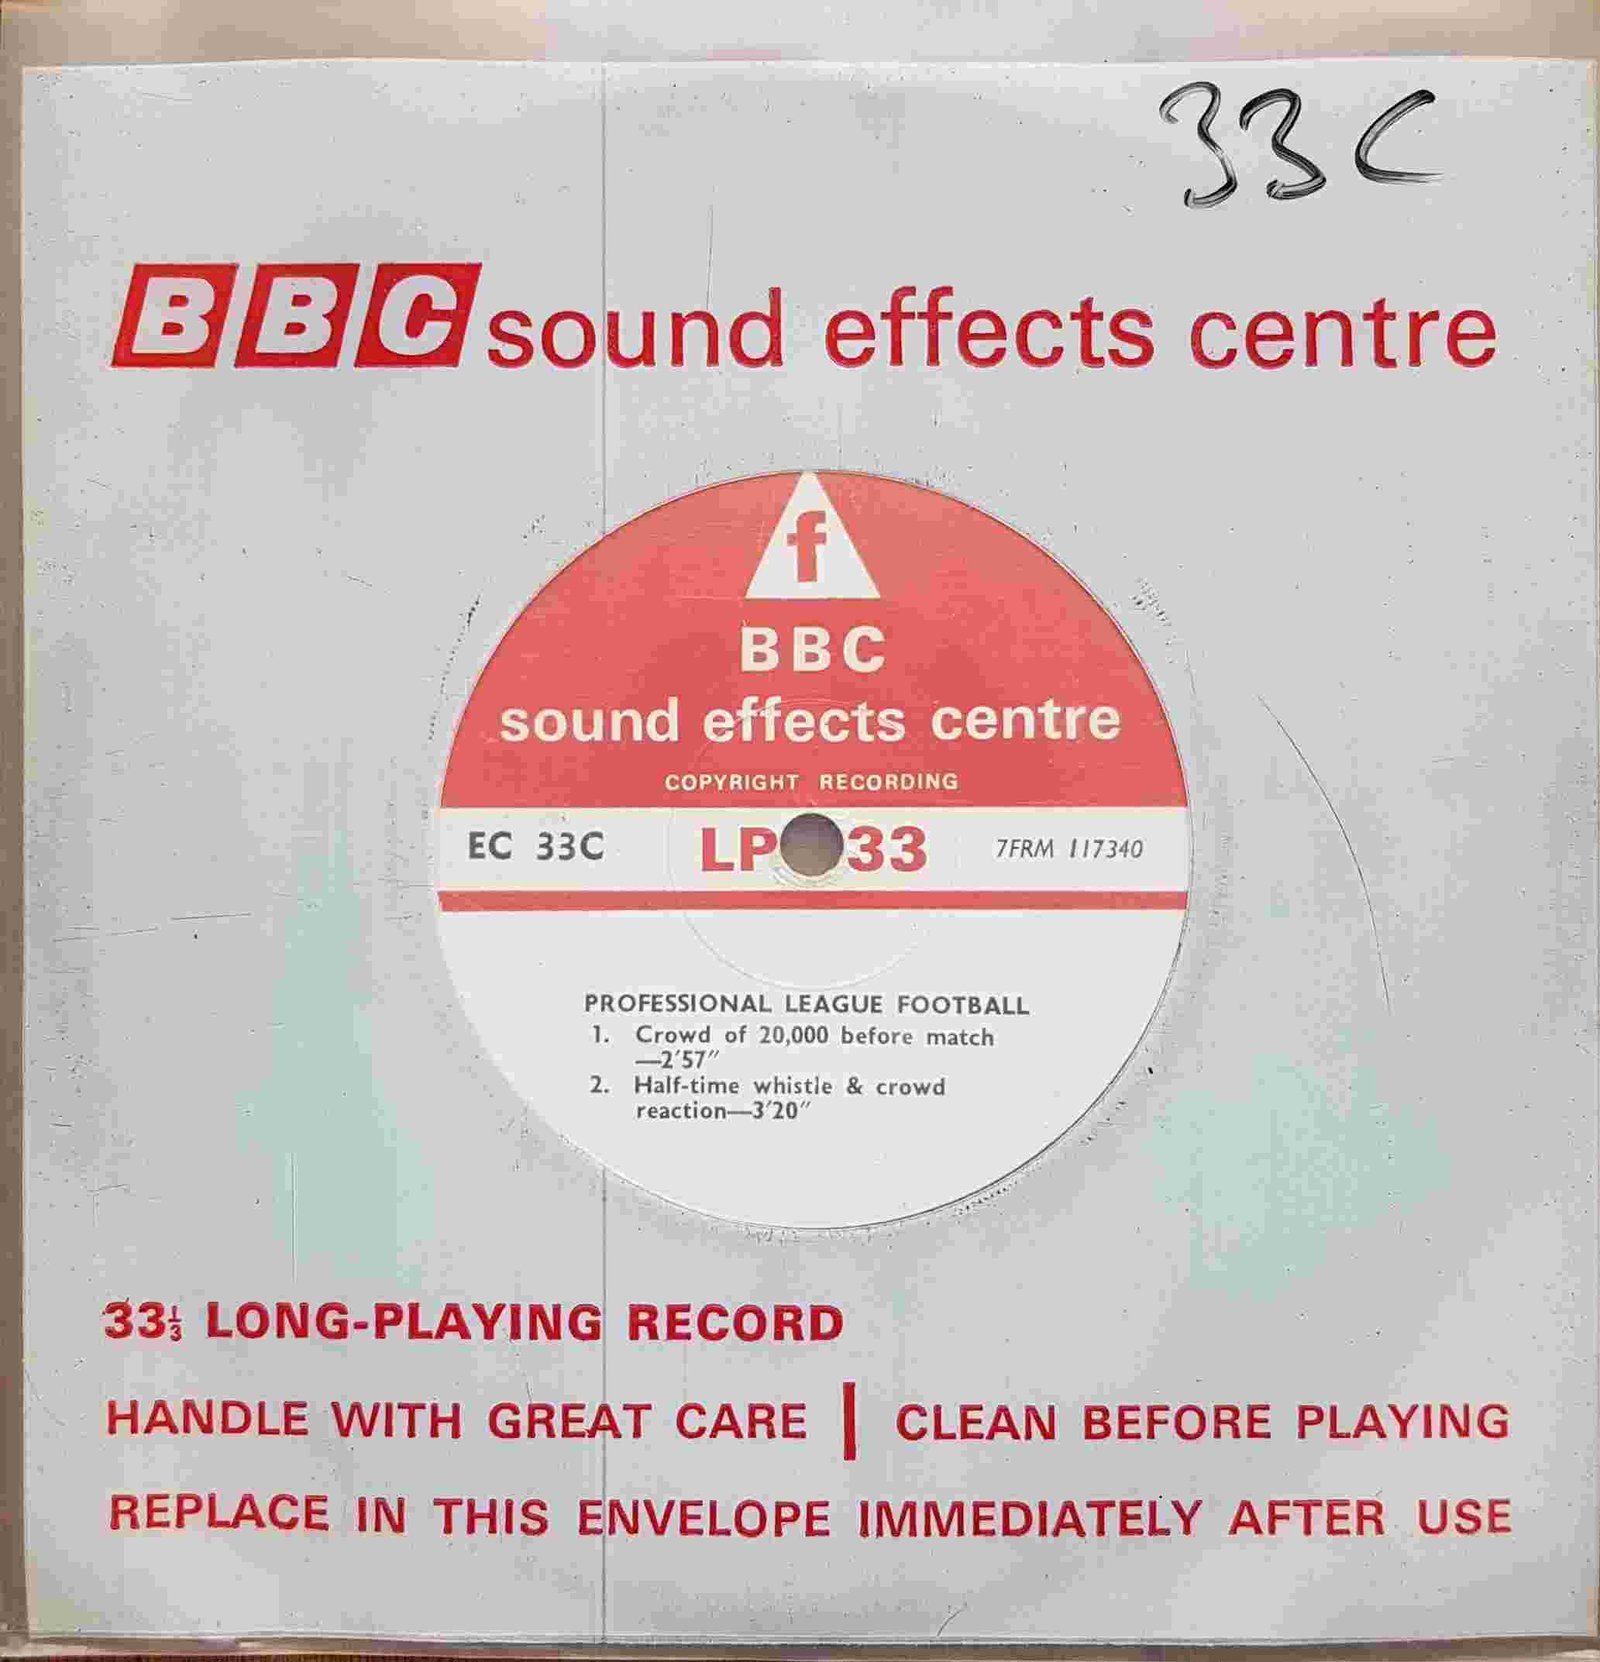 33C
BBC sound effects centre
f
BBC
sound effects centre
COPYRIGHT RECORDING
EC 33C LP 33 7FRM 117340
PROFESSIONAL LEAGUE FOOTBALL
1. Crowd of 20,000 before match
—2′57″
2. Half-time whistle & crowd
reaction—3′20″
33⅓ LONG-PLAYING RECORD
HANDLE WITH GREAT CARE | CLEAN BEFORE PLAYING
REPLACE IN THIS ENVELOPE IMMEDIATELY AFTER USE